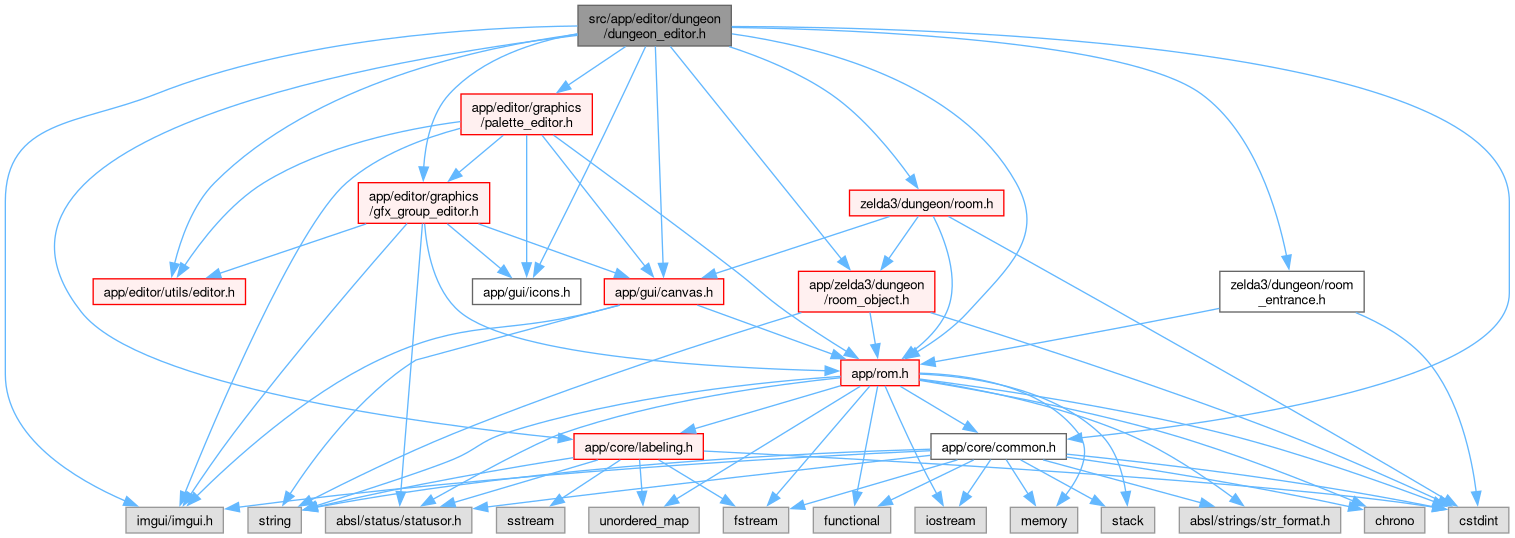 src/app/editor/dungeon
/dungeon_editor.h
app/editor/graphics
/palette_editor.h
app/editor/graphics
/gfx_group_editor.h
zelda3/dungeon/room.h
app/editor/utils/editor.h
app/gui/icons.h
app/gui/canvas.h
app/zelda3/dungeon
/room_object.h
zelda3/dungeon/room
_entrance.h
app/rom.h
app/core/labeling.h
app/core/common.h
imgui/imgui.h
string
absl/status/statusor.h
sstream
unordered_map
fstream
functional
iostream
memory
stack
absl/strings/str_format.h
chrono
cstdint